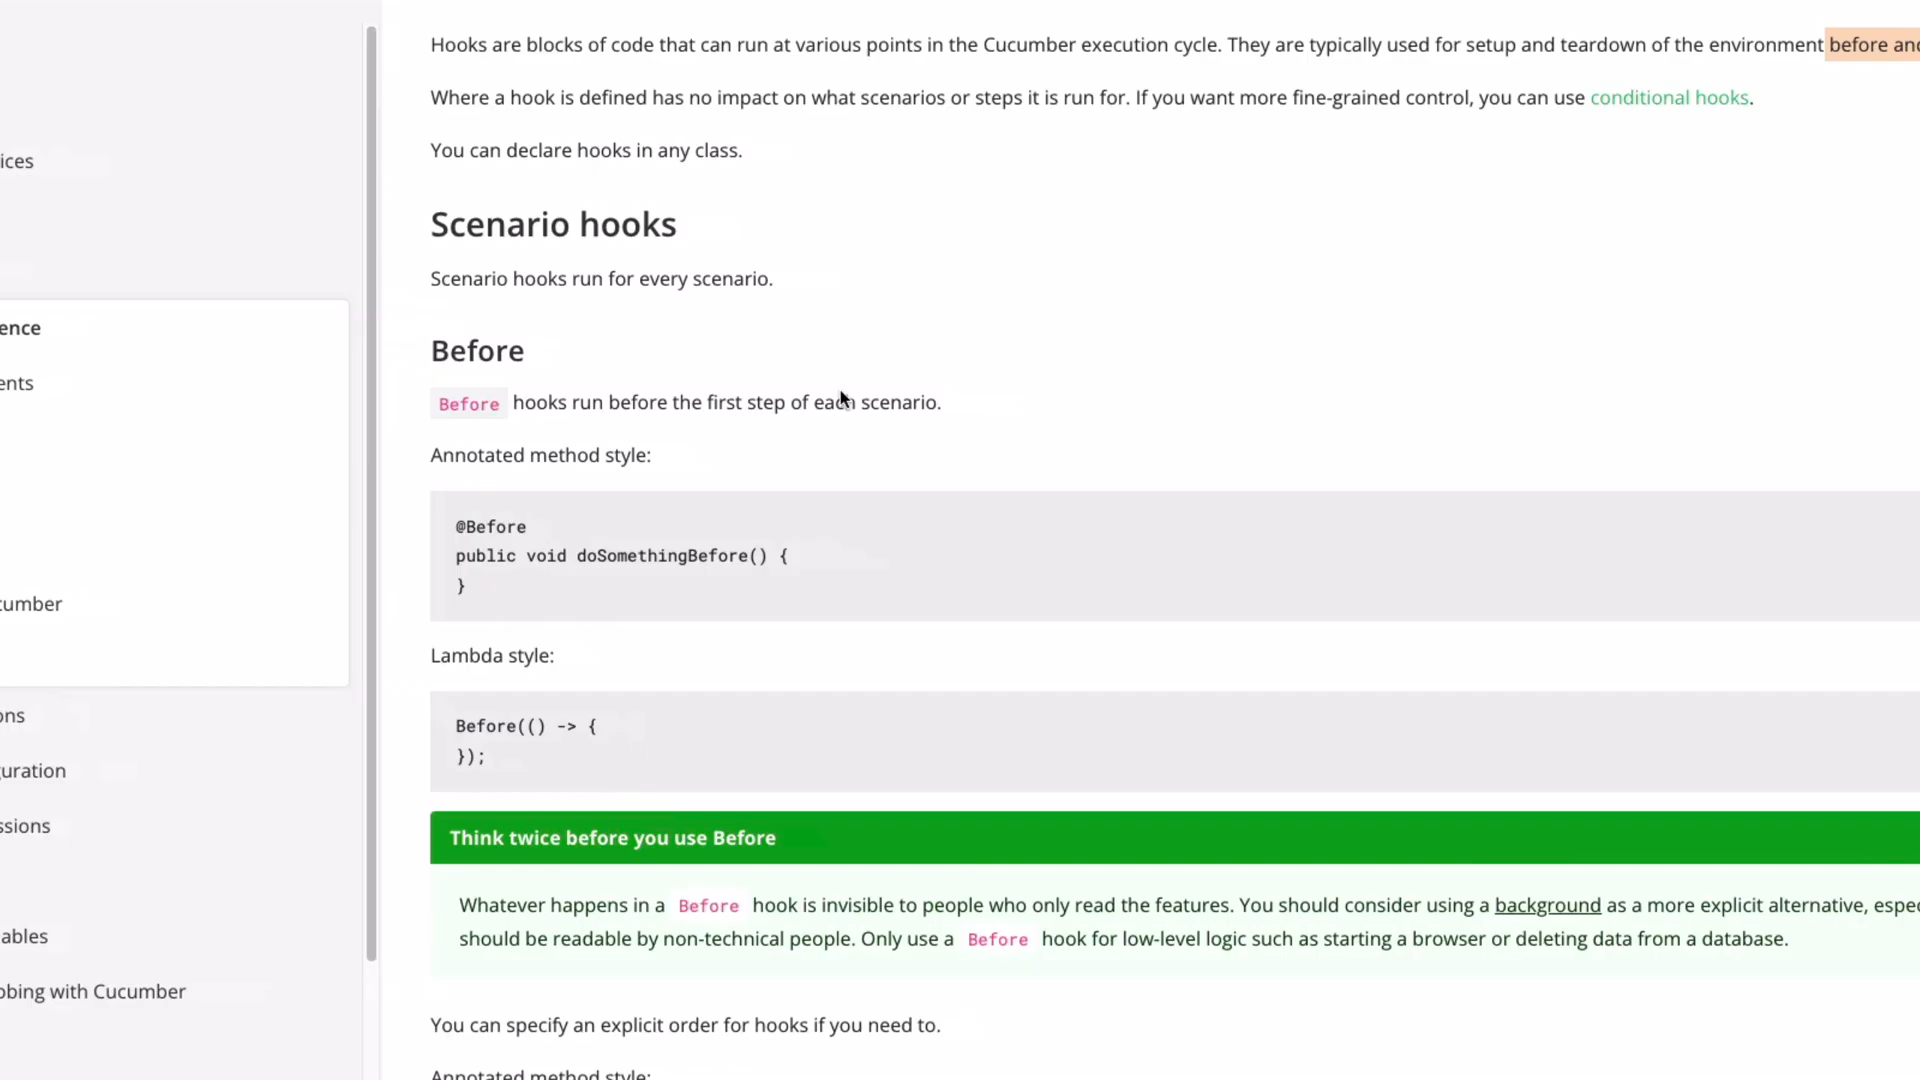 Hooks are blocks of code that can run at various points in the Cucumber execution cycle. They are typically used for setup and teardown of the environment before and
Where a hook is defined has no impact on what scenarios or steps it is run for. If you want more fine-grained control, you can use conditional hooks.
You can declare hooks in any class.
ices
Scenario hooks
Scenario hooks run for every scenario.
ence
Before
ents
Before hooks run before the first step of each scenario.
Annotated method style:
@Before
public void doSomethingBefore() {
}
cumber
Lambda style:
ons
Before(() -> {
});
uration
ssions
Think twice before you use Before
Whatever happens in a Before hook is invisible to people who only read the features. You should consider using a background as a more explicit alternative, espec
should be readable by non-technical people. Only use a Before hook for low-level logic such as starting a browser or deleting data from a database.
ables
bbing with Cucumber
You can specify an explicit order for hooks if you need to.
Annotated method style: